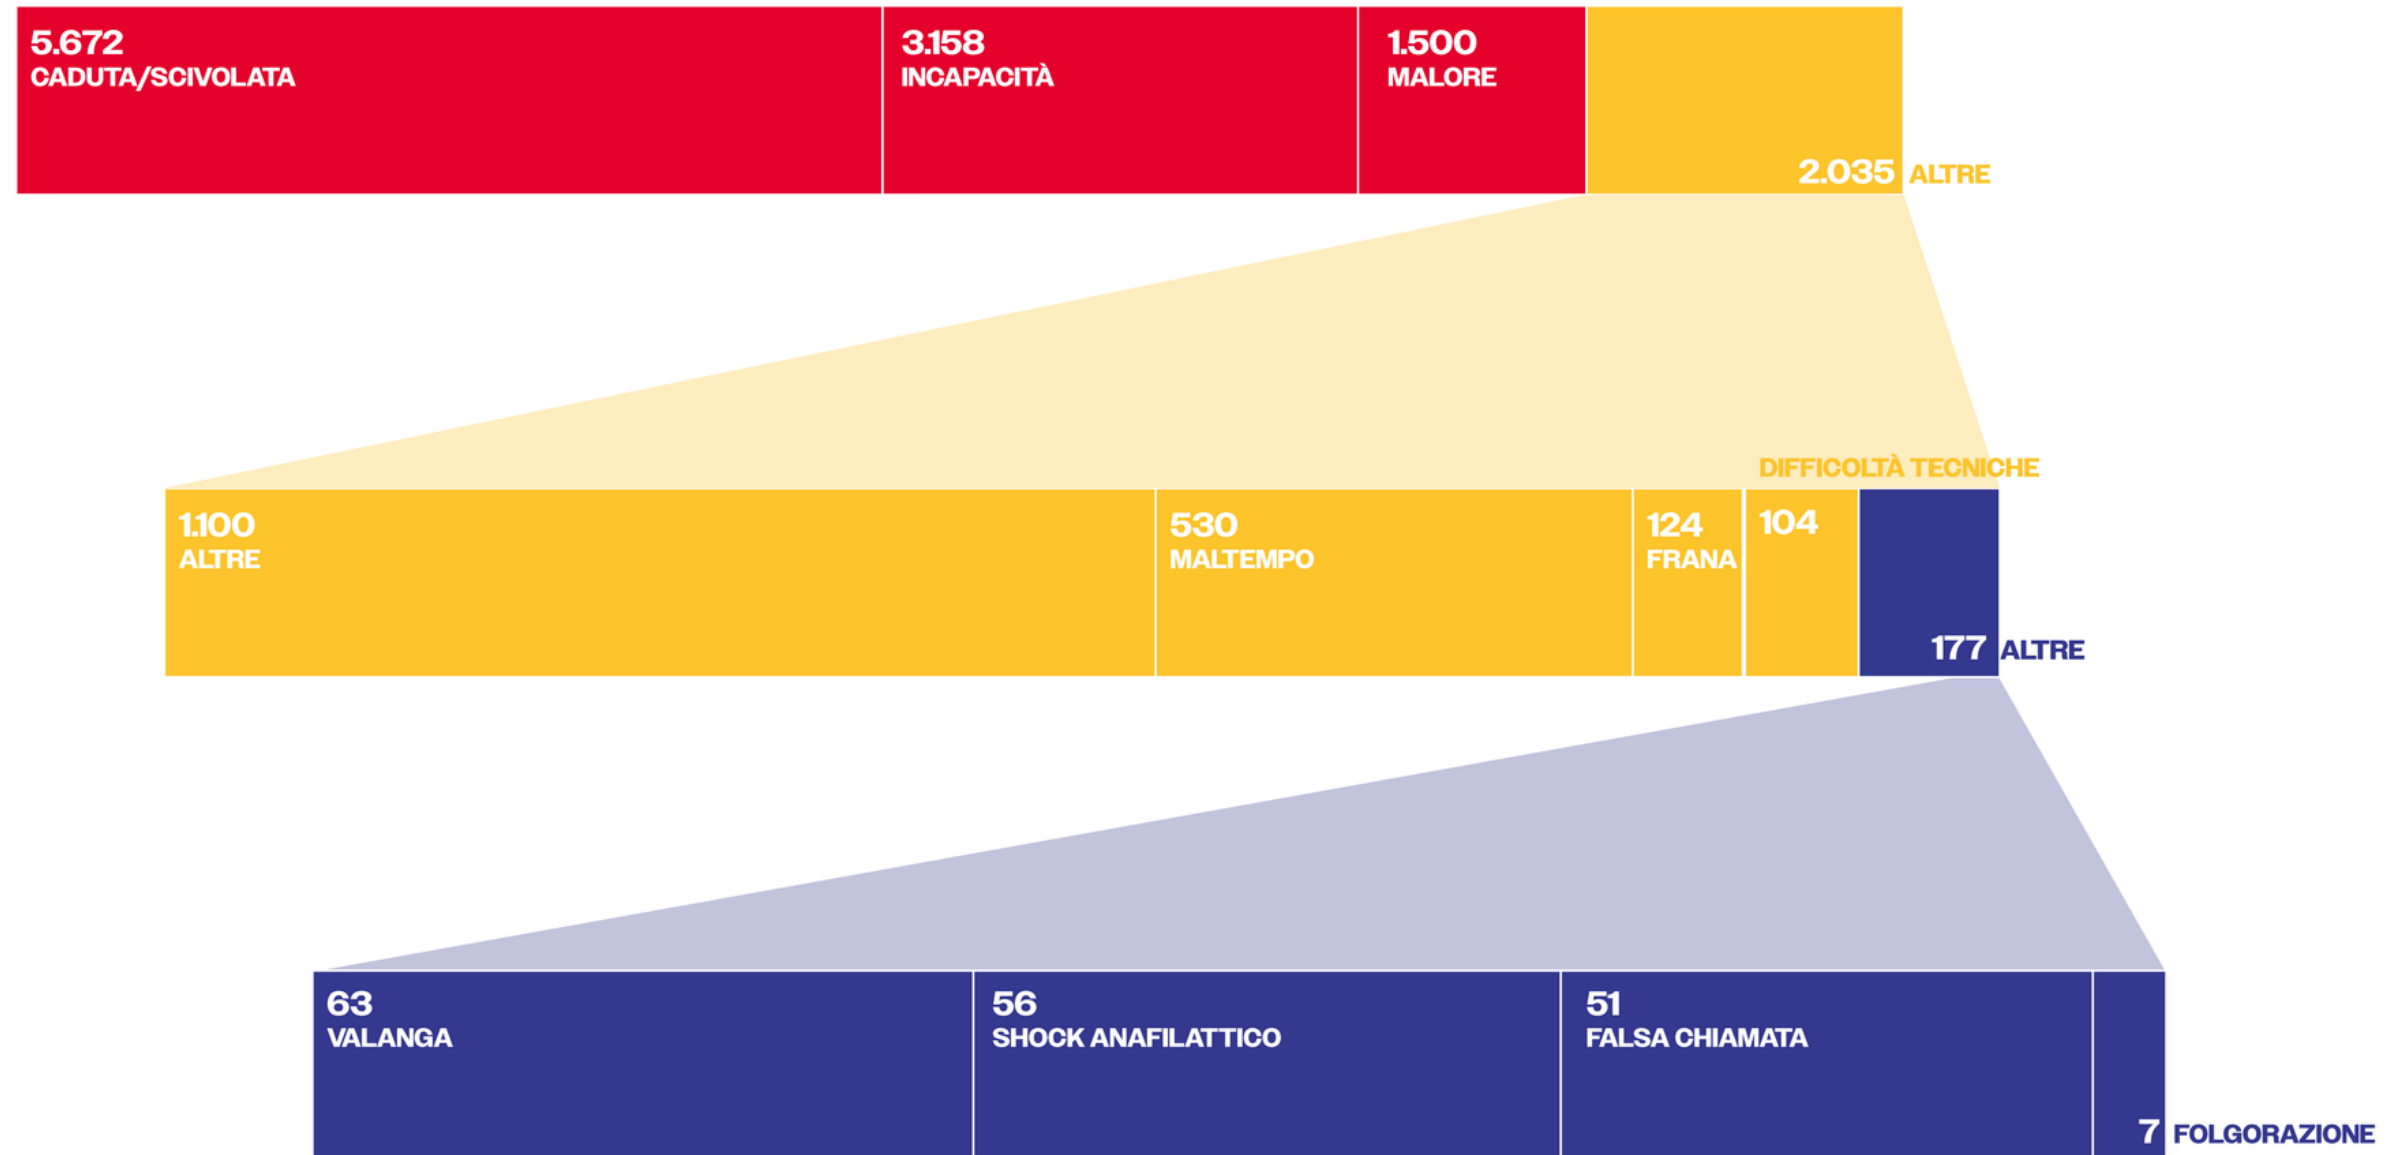 5.672
CADUTA/SCIVOLATA
3.158
INCAPACITÀ
1.500
MALORE
2.035 ALTRE
DIFFICOLTÀ TECNICHE
1.100
ALTRE
530
MALTEMPO
124
FRANA
104
177 ALTRE
63
VALANGA
56
SHOCK ANAFILATTICO
51
FALSA CHIAMATA
7 FOLGORAZIONE